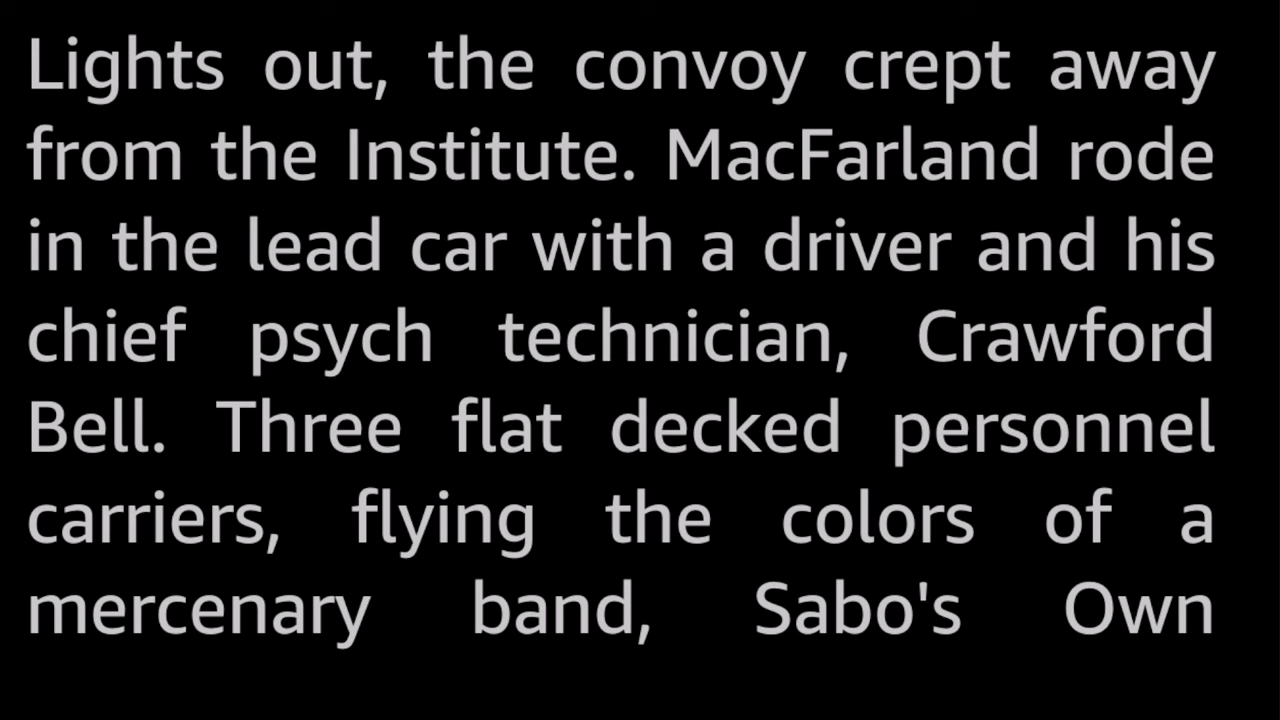 Lights out, the convoy crept away
from the Institute. MacFarland rode
in the lead car with a driver and his
chief psych technician, Crawford
Bell. Three flat decked personnel
carriers, flying the colors of a
mercenary band, Sabo's Own